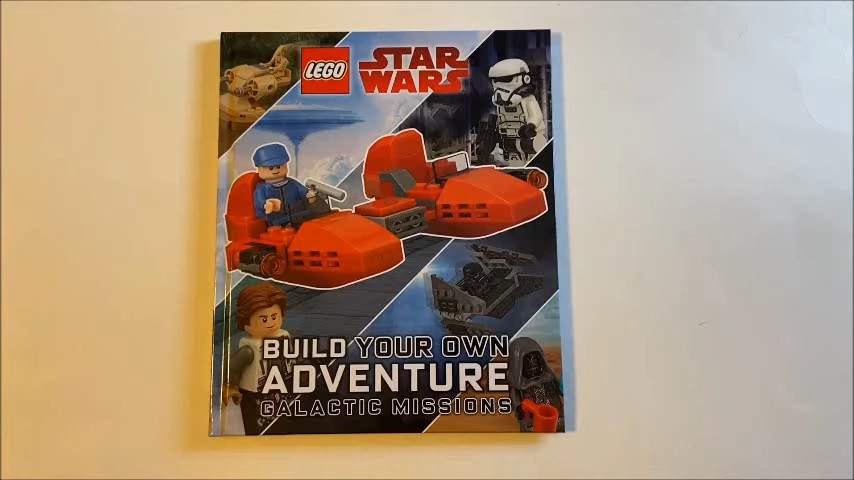 LEGO
STAR
WARS
BUILD YOUR OWN
ADVENTURE
GALACTIC MISSIONS